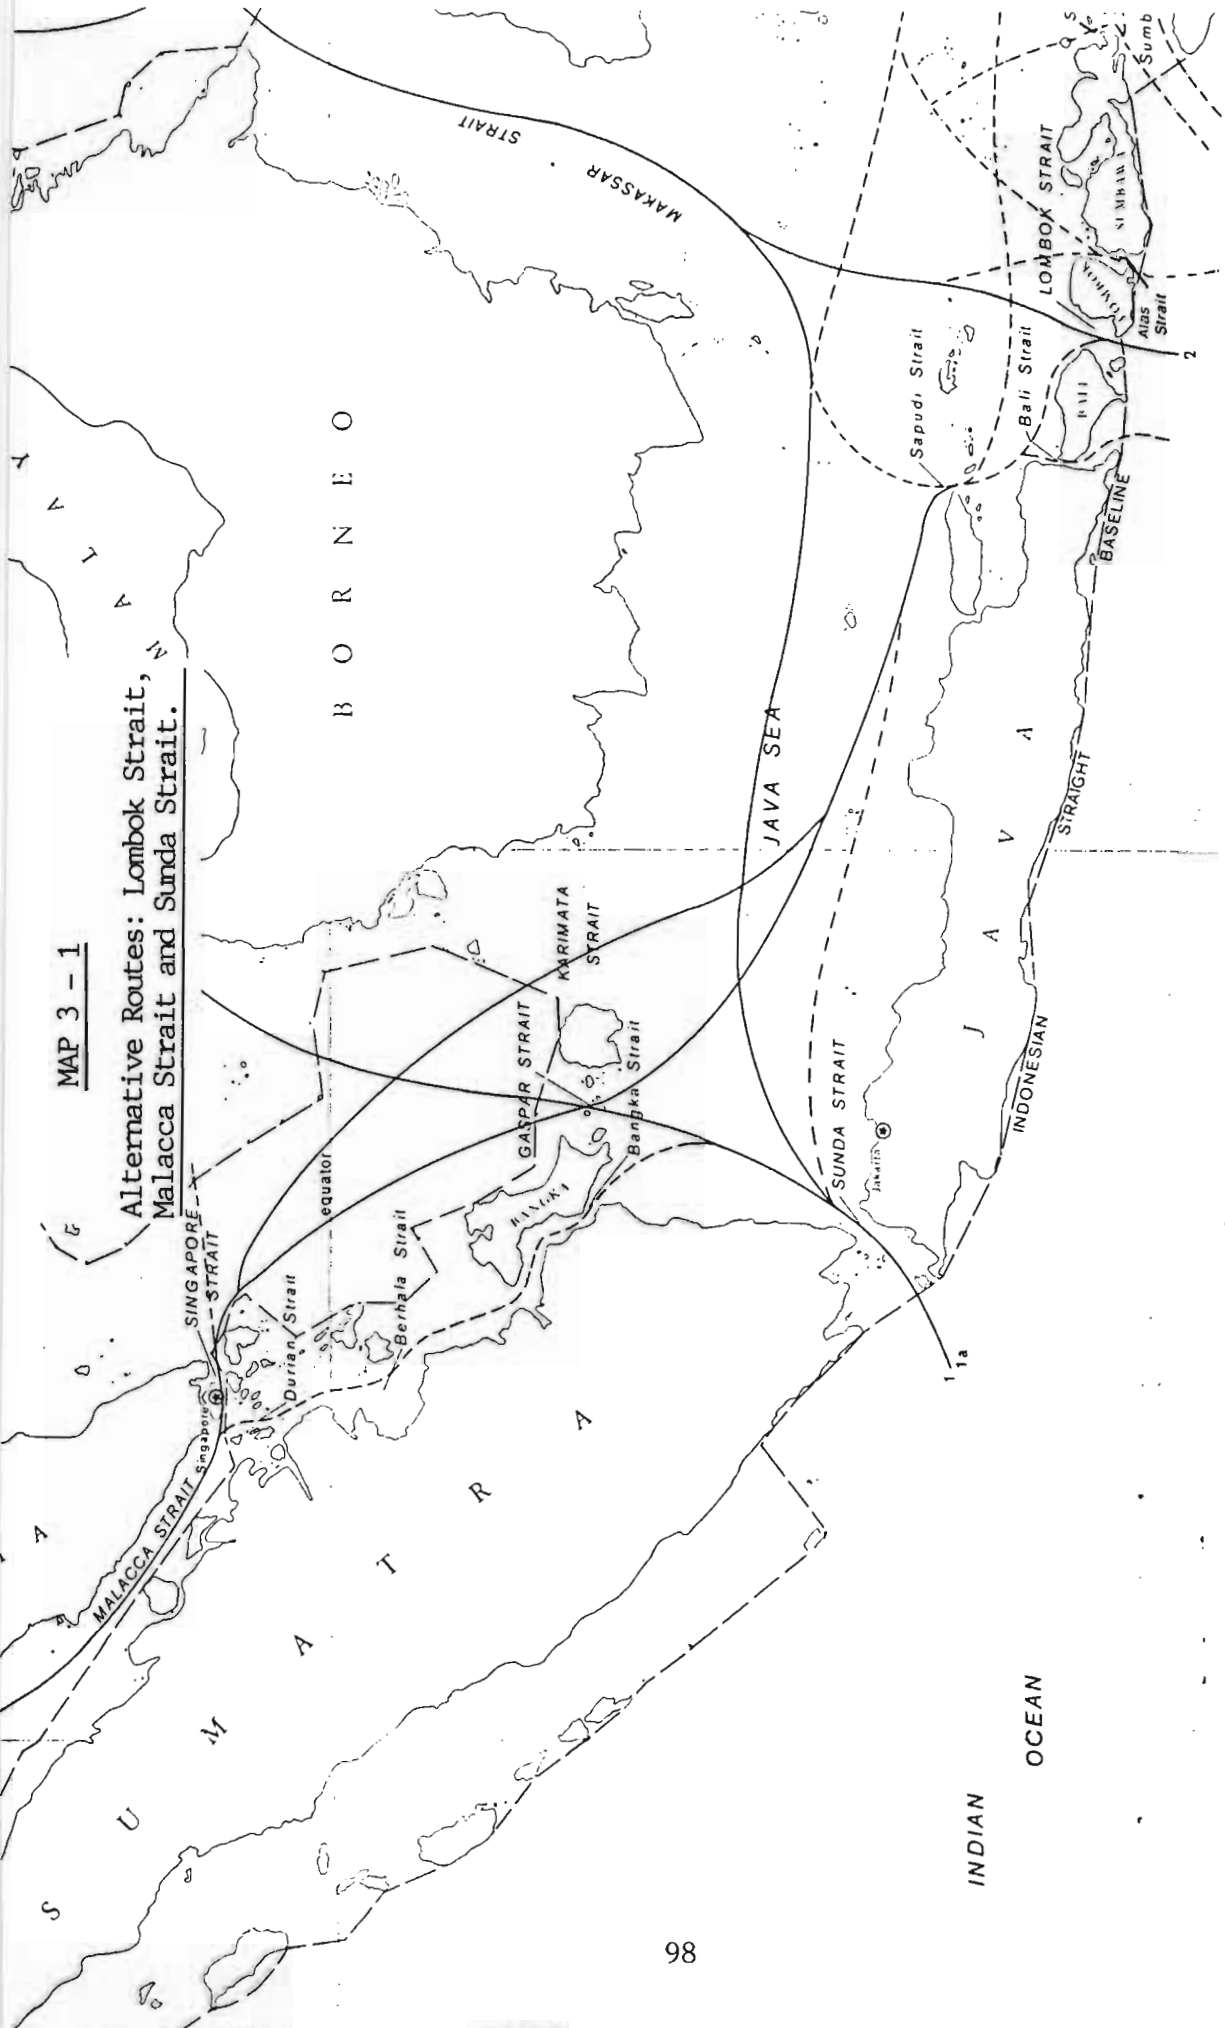 MAP 3 - 1
Alternative Routes: Lombok Strait,
Malacca Strait and Sunda Strait.
M A L A Y
BORNEO
MAKASSAR STRAIT
SINGAPORE
STRAIT
MALACCA STRAIT
Singapore
equator
Durian Strait
Berhala Strait
BANGKA
GASPAR STRAIT
Bangka Strait
KARIMATA
STRAIT
JAVA SEA
SUNDA STRAIT
Jakarta
Sapudi Strait
Bali Strait
BALI
LOMBOK STRAIT
LOMBOK
Alas
Strait
SUMBAWA
Sumb
SUMATRA
JAVA
INDONESIAN
STRAIGHT
BASELINE
1
1a
2
INDIAN
OCEAN
98